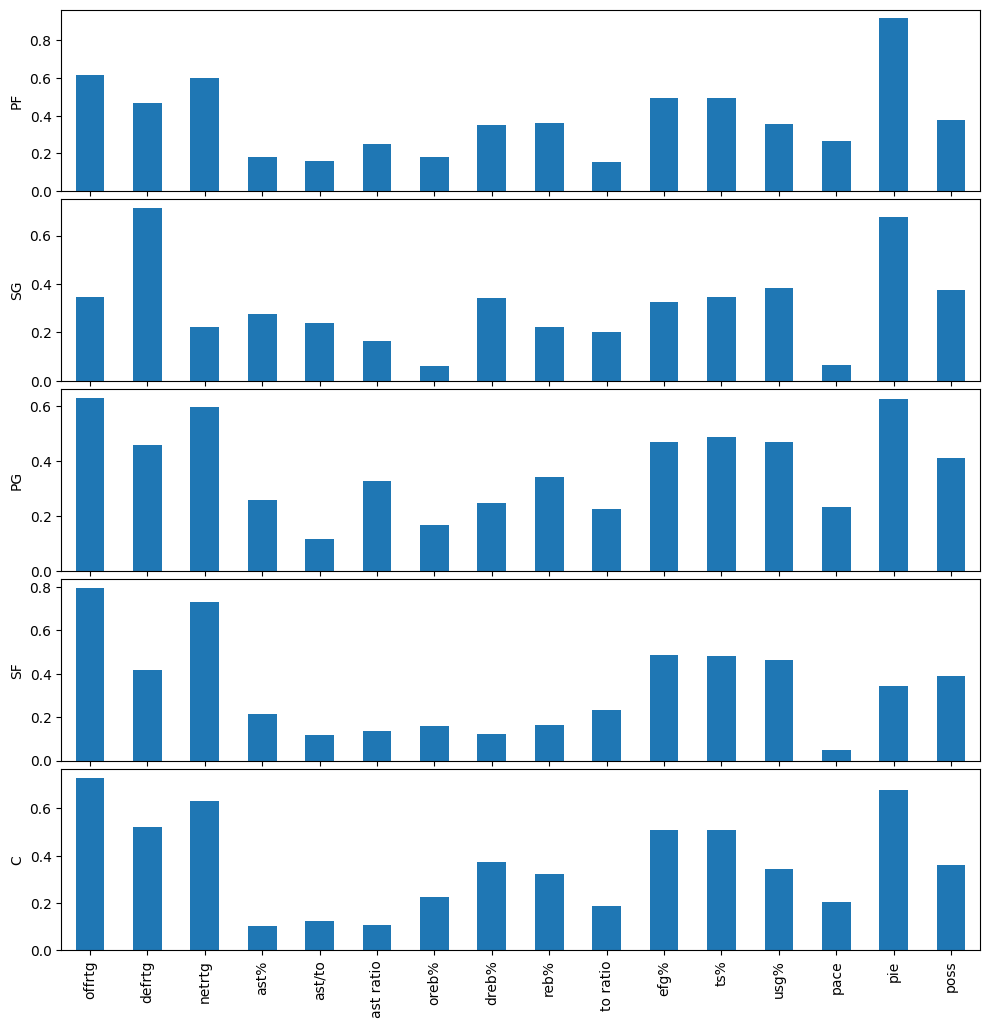 0.8
0.6
0.4
0.2
0.0
PF
0.6
0.4
0.2
0.0
SG
0.6
0.4
0.2
0.0
PG
0.8
0.6
0.4
0.2
0.0
SF
0.6
0.4
0.2
0.0
C
offrtg
defrtg
netrtg
ast%
ast/to
ast ratio
oreb%
dreb%
reb%
to ratio
efg%
ts%
usg%
pace
pie
poss